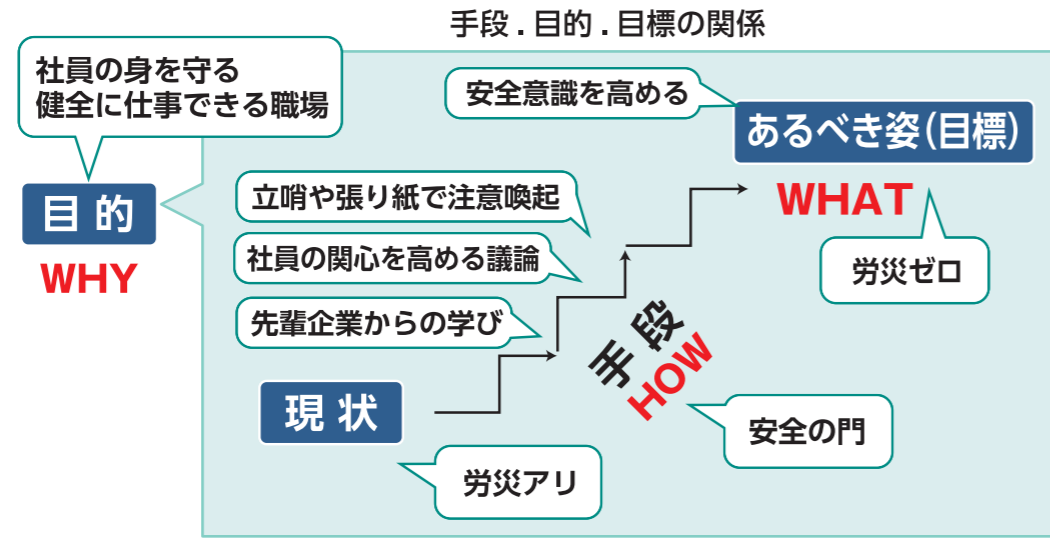 手段.目的.目標の関係
社員の身を守る
健全に仕事できる職場
安全意識を高める
あるべき姿(目標)
WHAT
目的
WHY
立哨や張り紙で注意喚起
社員の関心を高める議論
労災ゼロ
先輩企業からの学び
手段
HOW
現状
安全の門
労災アリ